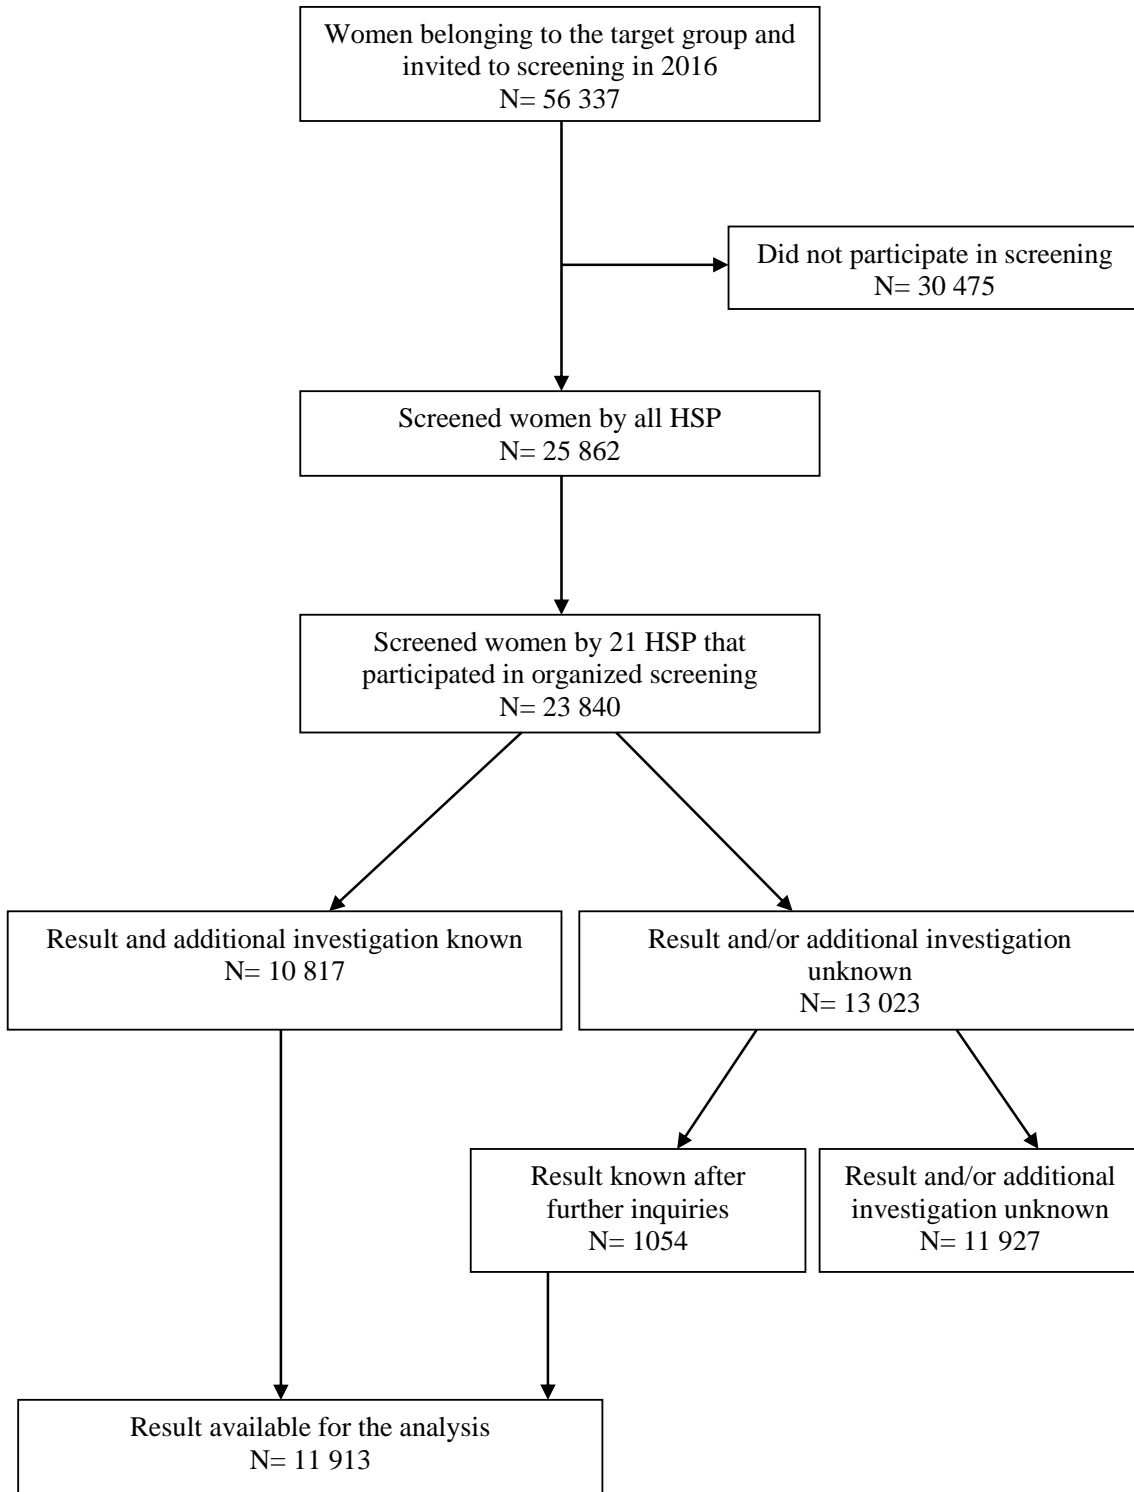 Women belonging to the target group and
invited to screening in 2016
N= 56 337
Did not participate in screening
N= 30 475
Screened women by all HSP
N= 25 862
Screened women by 21 HSP that
participated in organized screening
N= 23 840
Result and additional investigation known
N= 10 817
Result and/or additional investigation
unknown
N= 13 023
Result known after
further inquiries
N= 1054
Result and/or additional
investigation unknown
N= 11 927
Result available for the analysis
N= 11 913